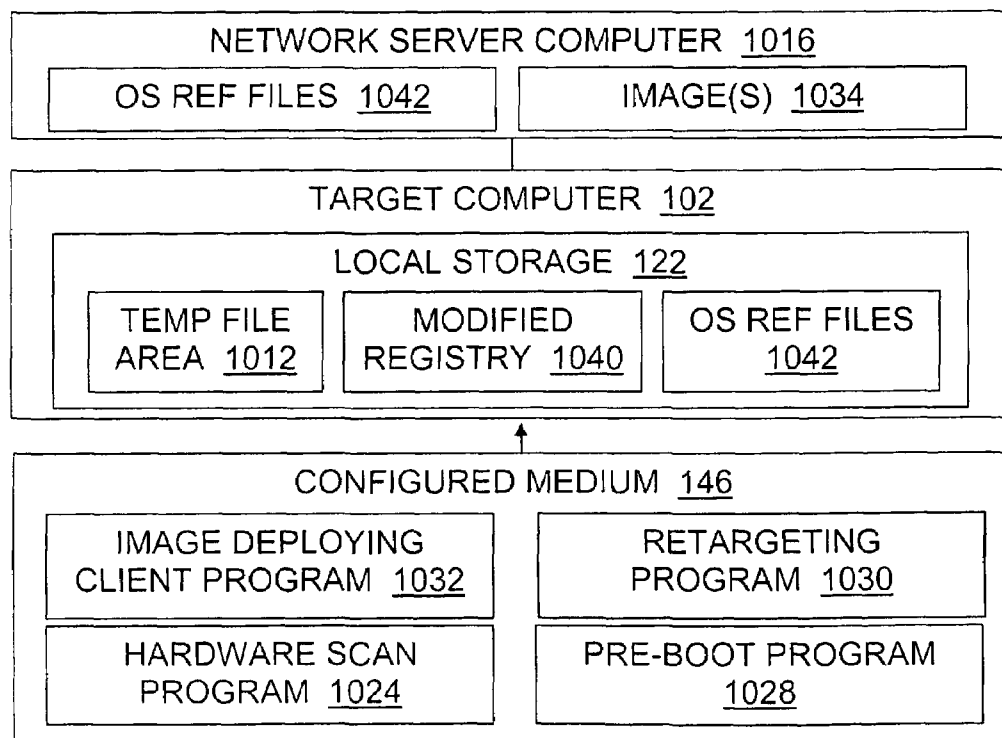 NETWORK SERVER COMPUTER 1016
OS REF FILES 1042
IMAGE(S) 1034
TARGET COMPUTER 102
LOCAL STORAGE 122
TEMP FILE
AREA 1012
MODIFIED
REGISTRY 1040
OS REF FILES
1042
CONFIGURED MEDIUM 146
IMAGE DEPLOYING
CLIENT PROGRAM 1032
RETARGETING
PROGRAM 1030
HARDWARE SCAN
PROGRAM 1024
PRE-BOOT PROGRAM
1028